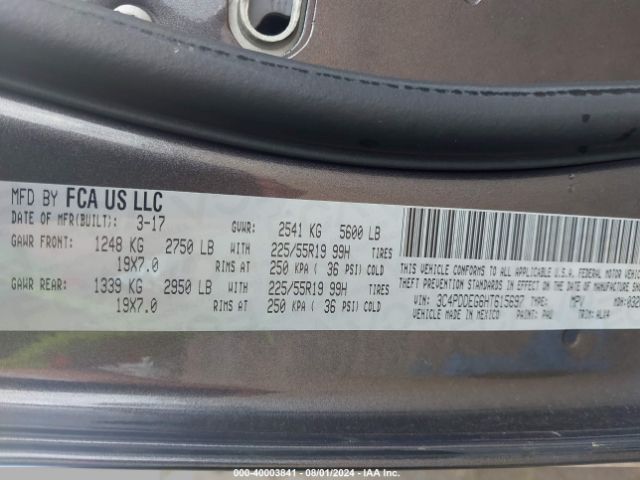 MFD BY FCA US LLC
DATE OF MFR(BUILT): 3-17 GVWR: 2541 KG 5600 LB
GAWR FRONT: 1248 KG 2750 LB WITH 225/55R19 99H TIRES
19X7.0 RIMS AT 250 KPA ( 36 PSI) COLD
GAWR REAR: 1339 KG 2950 LB WITH 225/55R19 99H TIRES
19X7.0 RIMS AT 250 KPA ( 36 PSI) COLD
THIS VEHICLE CONFORMS TO ALL APPLICABLE U.S.A. FEDERAL MOTOR VEHICLE
THEFT PREVENTION STANDARDS IN EFFECT ON THE DATE OF MANUFACTURE SHOWN
VIN: 3C4PDDEG6HT615697 TYPE: MPV MDH:
VEHICLE MADE IN MEXICO PAINT: PAU TRIM:
000-40003841 - 08/01/2024 - IAA Inc.